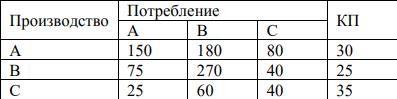 Производство Потребление КП
А В С
А 150 180 80 30
В 75 270 40 25
С 25 60 40 35